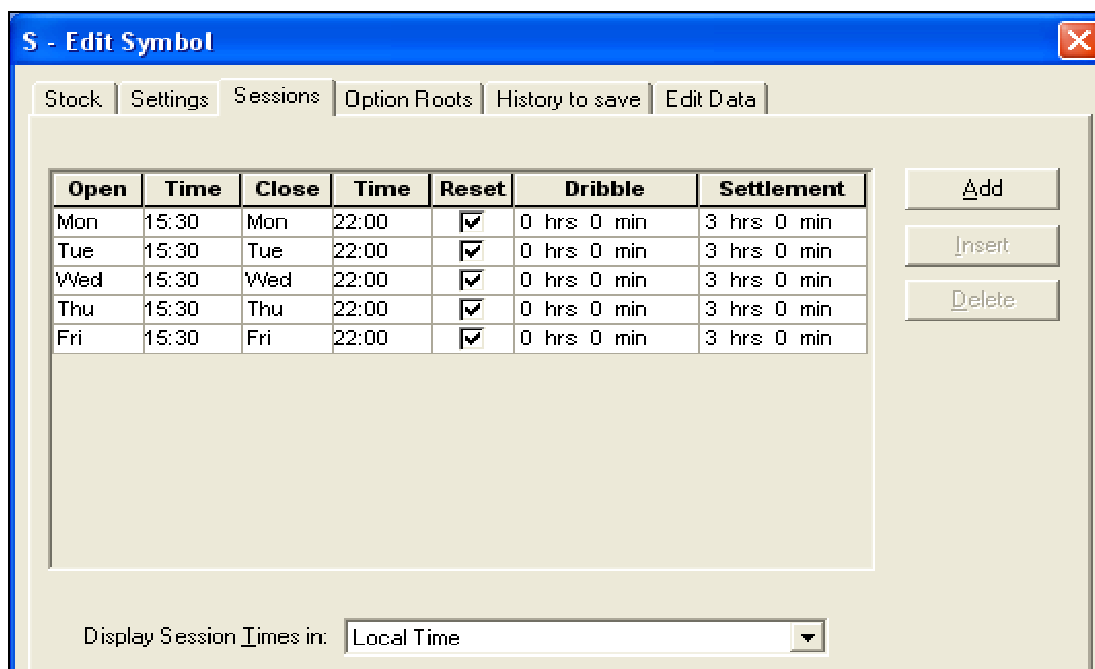 S - Edit Symbol
Stock Settings Sessions Option Roots History to save Edit Data
Open Time Close Time Reset Dribble Settlement
Mon 15:30 Mon 22:00 0 hrs 0 min 3 hrs 0 min
Tue 15:30 Tue 22:00 0 hrs 0 min 3 hrs 0 min
Wed 15:30 Wed 22:00 0 hrs 0 min 3 hrs 0 min
Thu 15:30 Thu 22:00 0 hrs 0 min 3 hrs 0 min
Fri 15:30 Fri 22:00 0 hrs 0 min 3 hrs 0 min
Add
Insert
Delete
Display Session Times in: Local Time